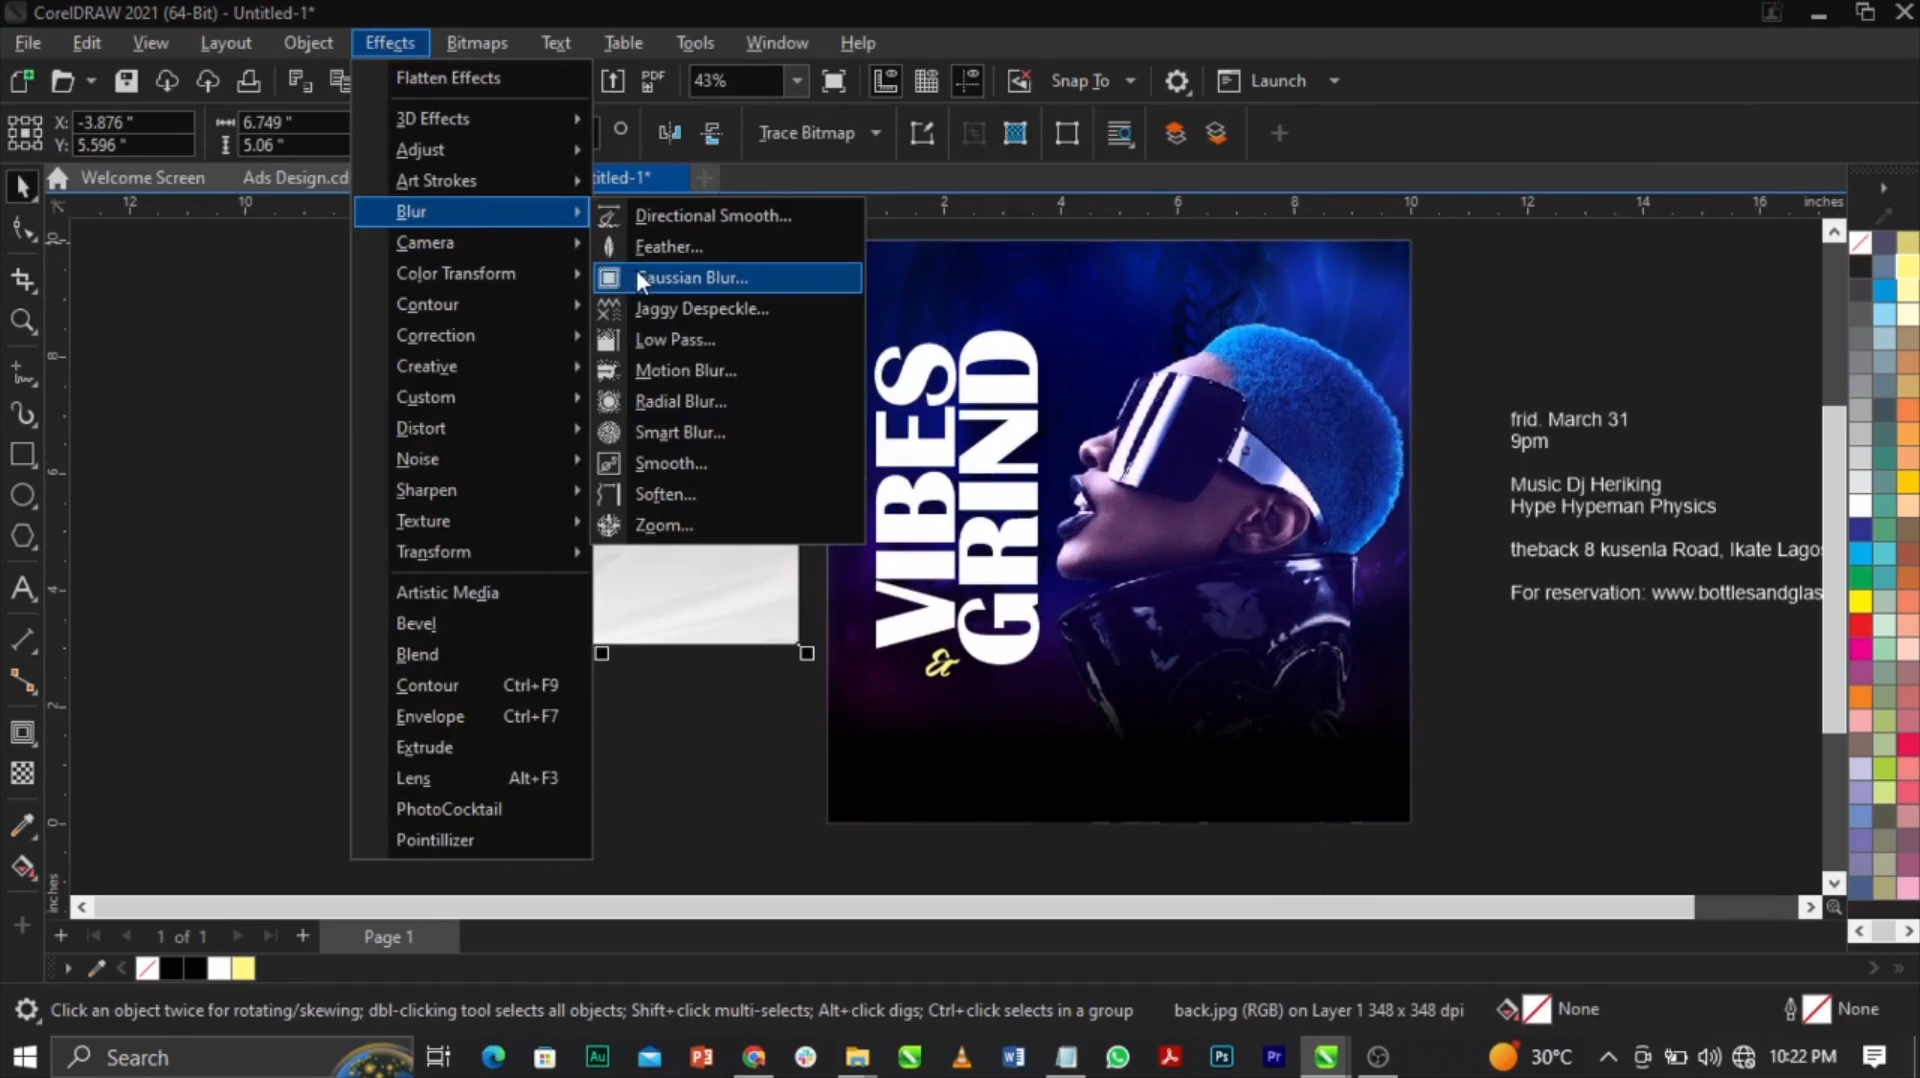 CorelDRAW 2021 (64-Bit) - Untitled-1*
File Edit View Layout Object Effects Bitmaps Text Table Tools Window Help
PDF 43% Snap To Launch
X: -3.876 " 6.749 "
Y: 5.596 " 5.06 "
Trace Bitmap
Welcome Screen Ads Design.cd titled-1*
12 10 2 4 6 8 10 12 14 16 inches
Flatten Effects
3D Effects
Adjust
Art Strokes
Blur
Camera
Color Transform
Contour
Correction
Creative
Custom
Distort
Noise
Sharpen
Texture
Transform
Artistic Media
Bevel
Blend
Contour Ctrl+F9
Envelope Ctrl+F7
Extrude
Lens Alt+F3
PhotoCocktail
Pointillizer
Directional Smooth...
Feather...
Gaussian Blur...
Jaggy Despeckle...
Low Pass...
Motion Blur...
Radial Blur...
Smart Blur...
Smooth...
Soften...
Zoom...
10
8
6
4
2
0
inches
VIBES
&
GRIND
frid. March 31
9pm
Music Dj Heriking
Hype Hypeman Physics
theback 8 kusenla Road, Ikate Lagos
For reservation: www.bottlesandglas
1 of 1 Page 1
Click an object twice for rotating/skewing; dbl-clicking tool selects all objects; Shift+click multi-selects; Alt+click digs; Ctrl+click selects in a group back.jpg (RGB) on Layer 1 348 x 348 dpi None None
Search Au W Ps Pr 30°C 10:22 PM